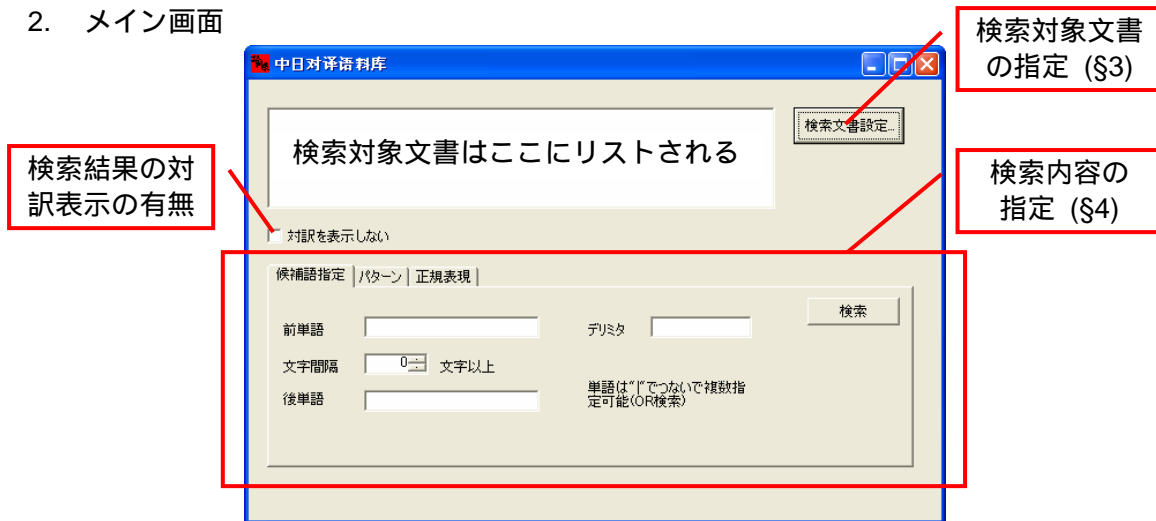 2. メイン画面
検索対象文書
の指定 (§3)
中日对译语料库
検索文書設定...
検索対象文書はここにリストされる
検索結果の対
訳表示の有無
検索内容の
指定 (§4)
対訳を表示しない
候補語指定 パターン 正規表現
検索
前単語 デリミタ
文字間隔 0 文字以上
単語は"|"でつないで複数指
定可能(OR検索)
後単語